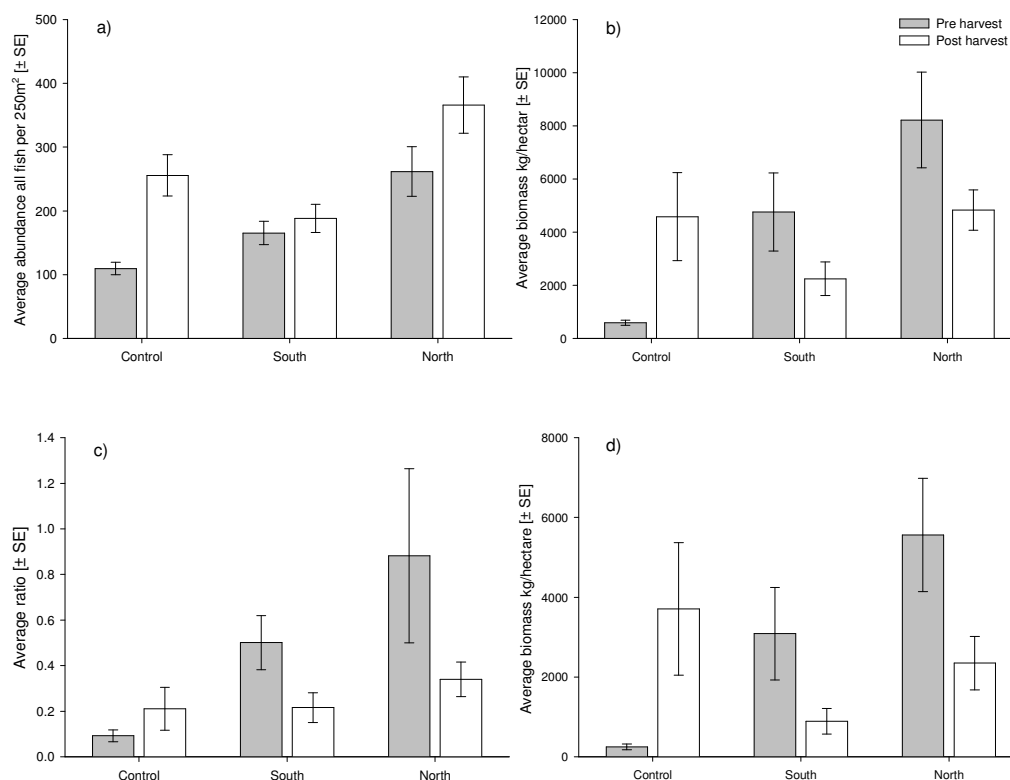 a)
Average abundance all fish per 250m² [± SE]
500
400
300
200
100
0
Control South North
b)
Pre harvest
Post harvest
Average biomass kg/hectar [± SE]
12000
10000
8000
6000
4000
2000
0
Control South North
c)
Average ratio [± SE]
1.4
1.2
1.0
0.8
0.6
0.4
0.2
0.0
Control South North
d)
Average biomass kg/hectare [± SE]
8000
6000
4000
2000
0
Control South North